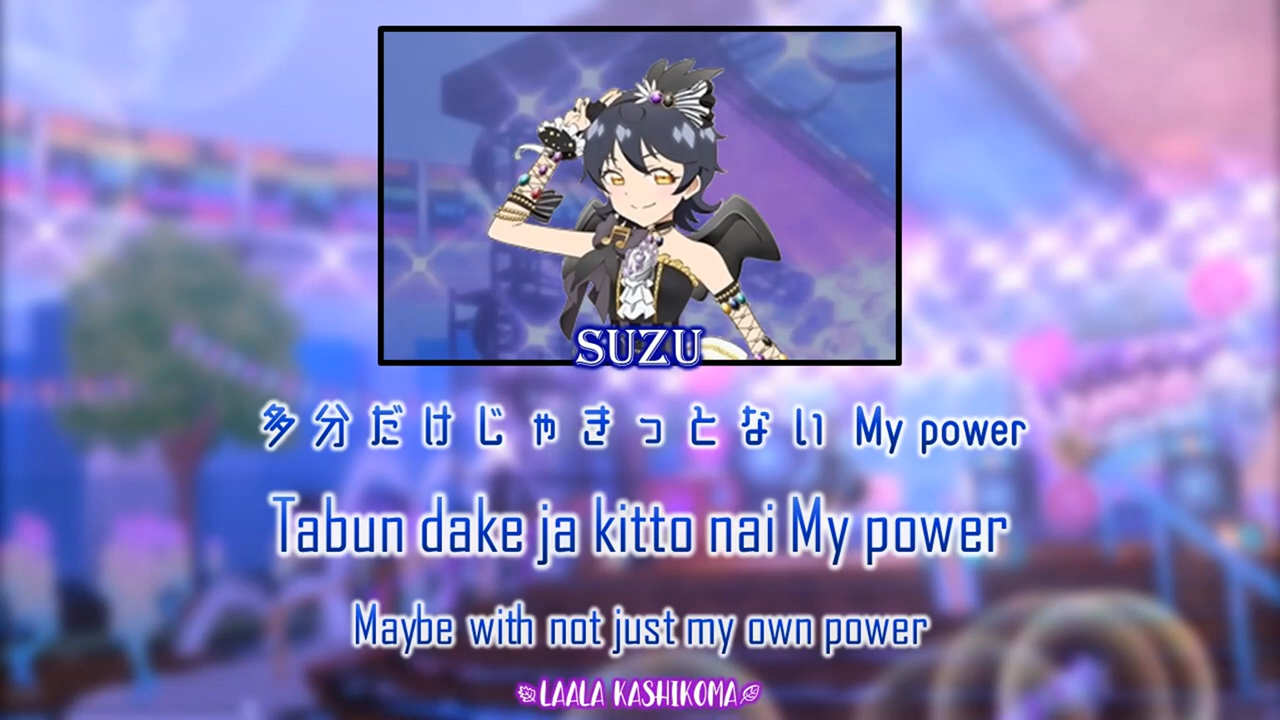 SUZU
多分だけじゃきっとない My power
Tabun dake ja kitto nai My power
Maybe with not just my own power
LAALA KASHIKOMA